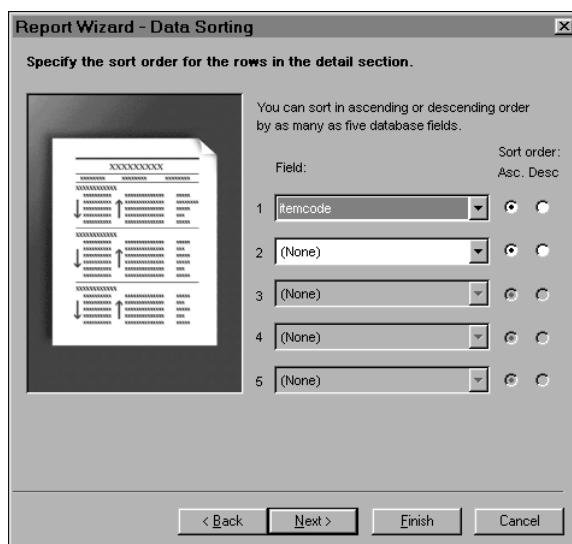 Report Wizard - Data Sorting
Specify the sort order for the rows in the detail section.
You can sort in ascending or descending order
by as many as five database fields.
Sort order:
Field:
Asc. Desc
1 itemcode
2 (None)
3 (None)
4 (None)
5 (None)
XXXXXXXXX
< Back Next > Finish Cancel